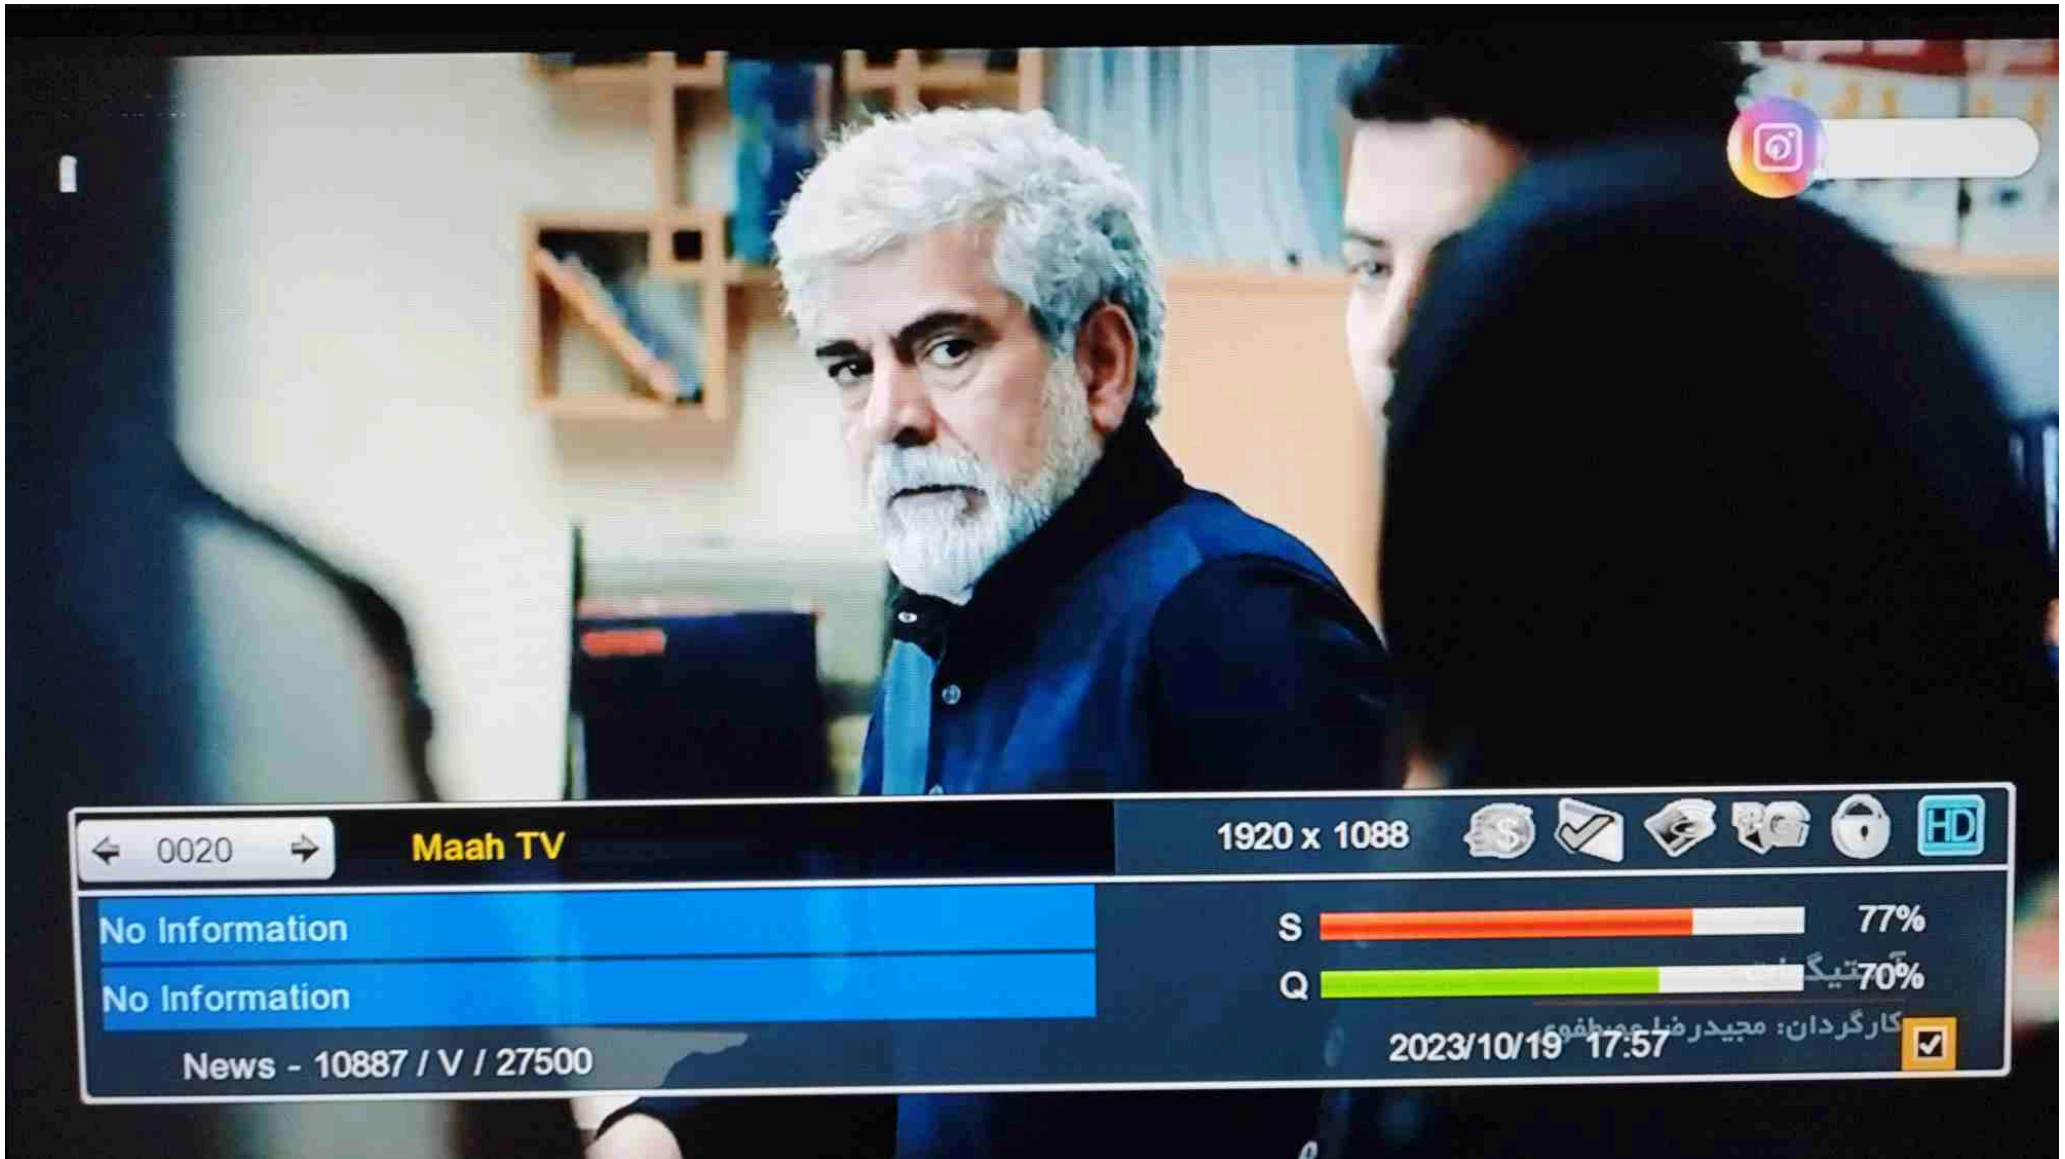 0020
Maah TV
1920 x 1088
HD
No Information
S
77%
No Information
Q
70%
کارگردان: مجیدرضا مصطفوی
News - 10887 / V / 27500
2023/10/19 17:57